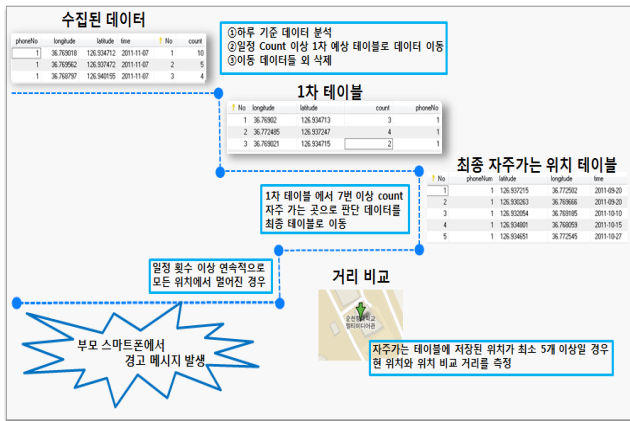 수집된 데이터
phoneNo longitude latitude time No count
1 36.769018 126.934712 2011-11-07 1 10
1 36.769562 126.937472 2011-11-07 2 5
1 36.768797 126.940155 2011-11-07 3 4
①하루 기준 데이터 분석
②일정 Count 이상 1차 예상 테이블로 데이터 이동
③이동 데이터들 외 삭제
1차 테이블
No longitude latitude count phoneNo
1 36.76902 126.934713 3 1
2 36.772485 126.937247 4 1
3 36.769021 126.934715 2 1
최종 자주가는 위치 테이블
No phoneNum latitude longitude time
1 1 126.937215 36.772502 2011-09-20
2 1 126.930263 36.769666 2011-09-20
3 1 126.932054 36.769185 2011-10-10
4 1 126.934801 36.768059 2011-10-15
5 1 126.934651 36.772545 2011-10-27
1차 테이블 에서 7번 이상 count
자주 가는 곳으로 판단 데이터를
최종 테이블로 이동
일정 횟수 이상 연속적으로
모든 위치에서 멀어진 경우
거리 비교
멀티미디어관
부모 스마트폰에서
경고 메시지 발생
자주가는 테이블에 저장된 위치가 최소 5개 이상일 경우
현 위치와 위치 비교 거리를 측정